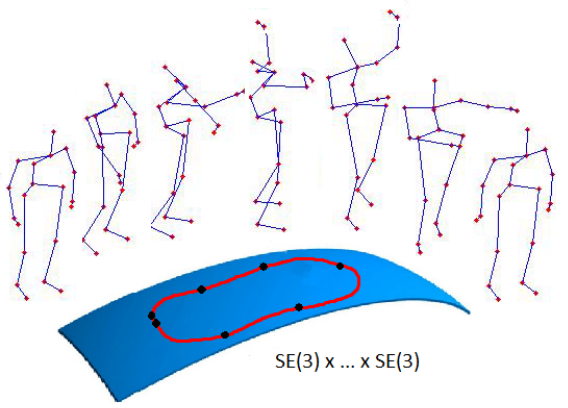 SE(3) x ... x SE(3)